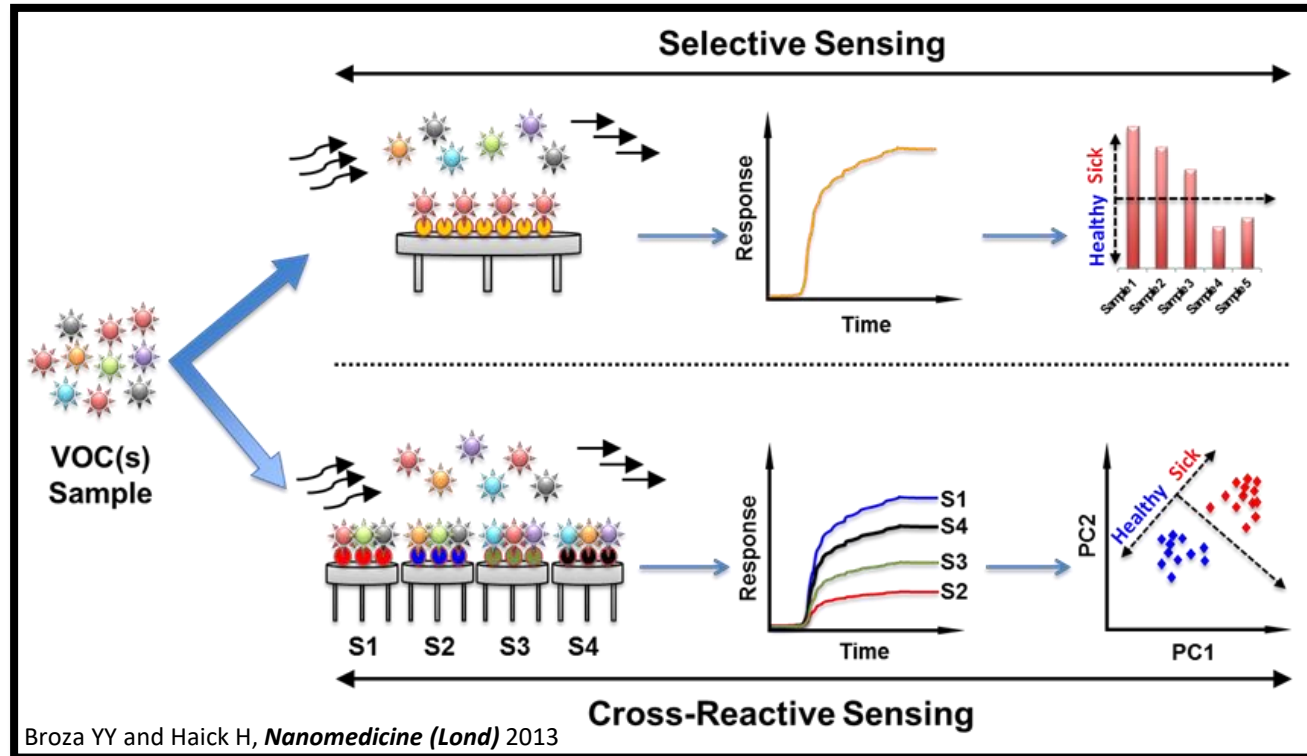 Selective Sensing
Response
Time
Healthy Sick
Sample 1
Sample 2
Sample 3
Sample 4
Sample 5
VOC(s)
Sample
S1 S2 S3 S4
Response
S1
S4
S3
S2
Time
PC2
Healthy Sick
PC1
Cross-Reactive Sensing
Broza YY and Haick H, Nanomedicine (Lond) 2013